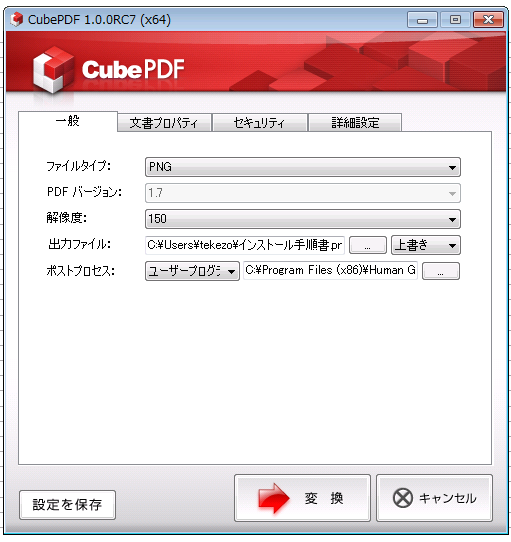 CubePDF 1.0.0RC7 (x64)
CubePDF
一般 文書プロパティ セキュリティ 詳細設定
ファイルタイプ: PNG
PDF バージョン: 1.7
解像度: 150
出力ファイル: C:¥Users¥tekezo¥インストール手順書pr ... 上書き
ポストプロセス: ユーザープログラ C:¥Program Files (x86)¥Human G ...
設定を保存 変換 キャンセル